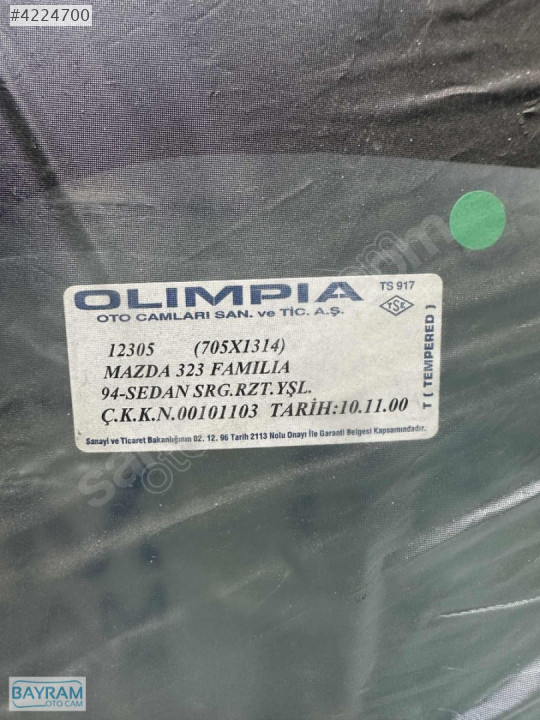 #4224700
OLIMPIA
TS 917
OTO CAMLARI SAN. ve TİC. A.Ş.
TSE
12305 (705X1314)
MAZDA 323 FAMILIA
94-SEDAN SRG.RZT.YŞL.
Ç.K.K.N.00101103 TARİH:10.11.00
T ( TEMPERED )
Sanayi ve Ticaret Bakanlığının 02. 12. 96 Tarih 2113 Nolu Onayı İle Garanti Belgesi Kapsamındadır.
BAYRAM
OTO CAM